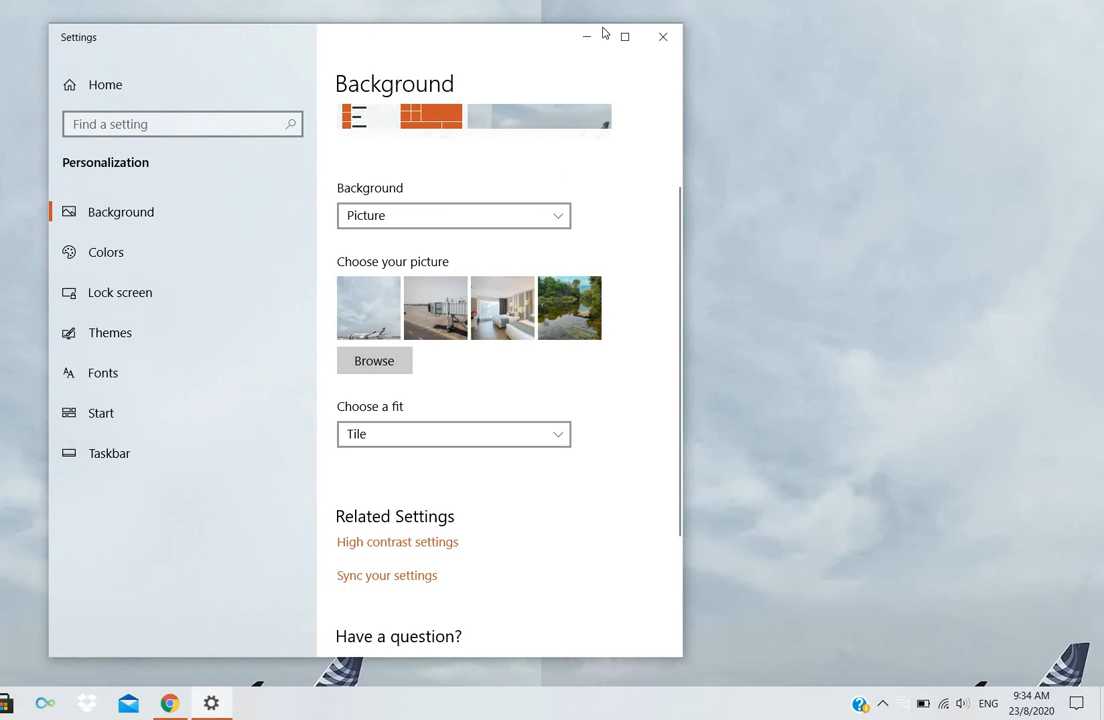 Settings
Home
Find a setting
Personalization
Background
Colors
Lock screen
Themes
Fonts
Start
Taskbar
Background
Background
Picture
Choose your picture
Browse
Choose a fit
Tile
Related Settings
High contrast settings
Sync your settings
Have a question?
ENG
9:34 AM
23/8/2020